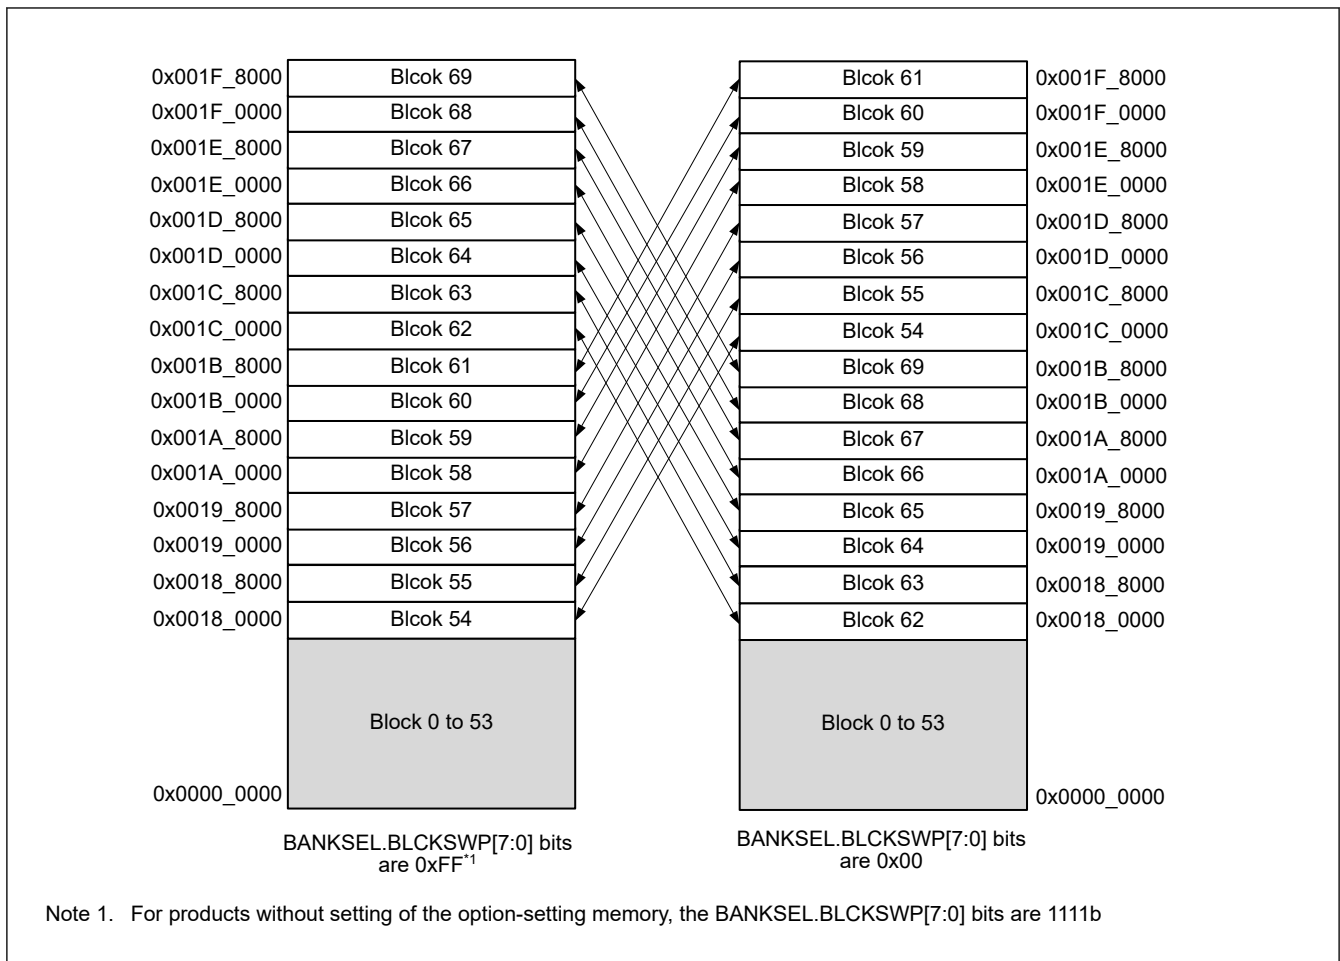 0x001F_8000 Blcok 69 Blcok 61 0x001F_8000
0x001F_0000 Blcok 68 Blcok 60 0x001F_0000
0x001E_8000 Blcok 67 Blcok 59 0x001E_8000
0x001E_0000 Blcok 66 Blcok 58 0x001E_0000
0x001D_8000 Blcok 65 Blcok 57 0x001D_8000
0x001D_0000 Blcok 64 Blcok 56 0x001D_0000
0x001C_8000 Blcok 63 Blcok 55 0x001C_8000
0x001C_0000 Blcok 62 Blcok 54 0x001C_0000
0x001B_8000 Blcok 61 Blcok 69 0x001B_8000
0x001B_0000 Blcok 60 Blcok 68 0x001B_0000
0x001A_8000 Blcok 59 Blcok 67 0x001A_8000
0x001A_0000 Blcok 58 Blcok 66 0x001A_0000
0x0019_8000 Blcok 57 Blcok 65 0x0019_8000
0x0019_0000 Blcok 56 Blcok 64 0x0019_0000
0x0018_8000 Blcok 55 Blcok 63 0x0018_8000
0x0018_0000 Blcok 54 Blcok 62 0x0018_0000
Block 0 to 53 Block 0 to 53
0x0000_0000 0x0000_0000
BANKSEL.BLCKSWP[7:0] bits BANKSEL.BLCKSWP[7:0] bits
are 0xFF*1 are 0x00
Note 1. For products without setting of the option-setting memory, the BANKSEL.BLCKSWP[7:0] bits are 1111b